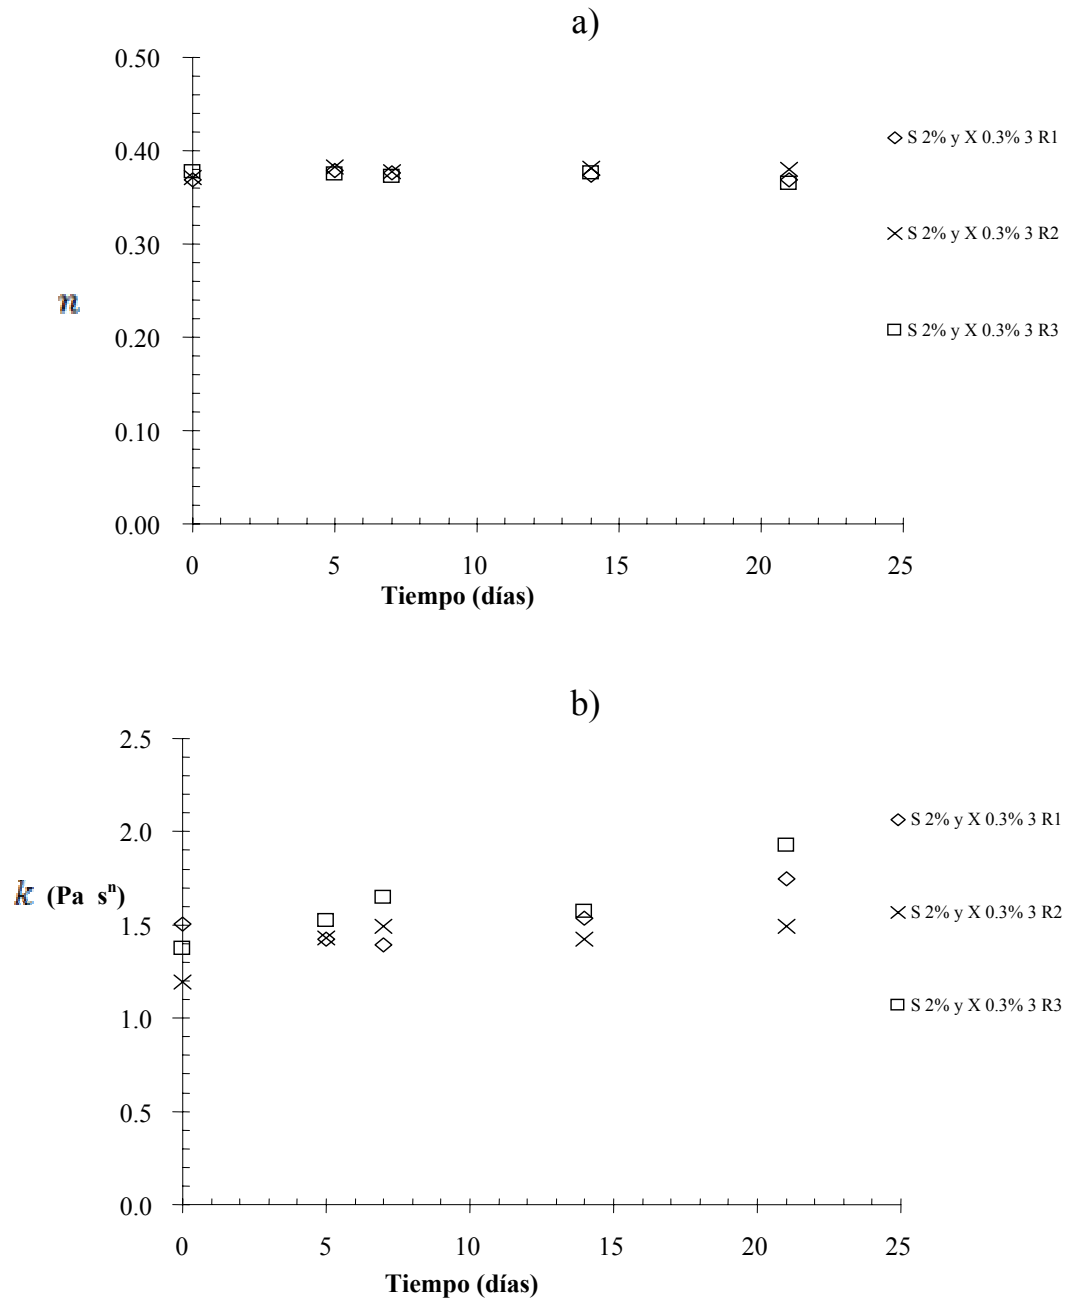 a)
0.50
0.40
0.30
0.20
0.10
0.00
n
0 5 10 15 20 25
Tiempo (días)
S 2% y X 0.3% 3 R1
S 2% y X 0.3% 3 R2
S 2% y X 0.3% 3 R3
b)
2.5
2.0
1.5
1.0
0.5
0.0
k (Pa sⁿ)
0 5 10 15 20 25
Tiempo (días)
S 2% y X 0.3% 3 R1
S 2% y X 0.3% 3 R2
S 2% y X 0.3% 3 R3